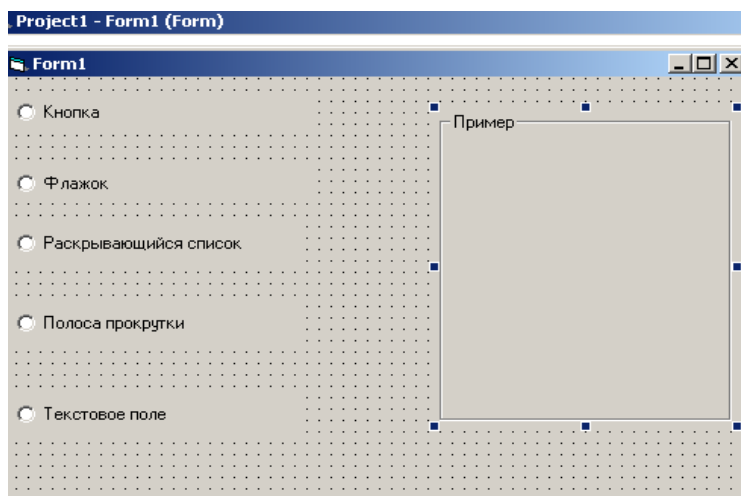 Project1 - Form1 (Form)
Form1
Кнопка
Пример
Флажок
Раскрывающийся список
Полоса прокрутки
Текстовое поле